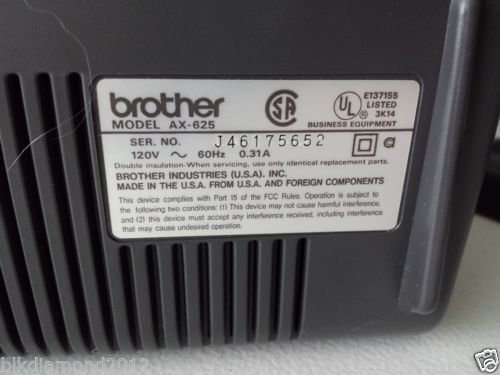 brother
MODEL AX-625
SA
UL
®
E137155
LISTED
3K14
BUSINESS EQUIPMENT
SER. NO. J46175652
120V ~ 60Hz 0.31A
Double insulation-When servicing, use only identical replacement parts.
BROTHER INDUSTRIES (U.S.A). INC.
MADE IN THE U.S.A. FROM U.S.A. AND FOREIGN COMPONENTS
This device complies with Part 15 of the FCC Rules. Operation is subject to
the following two conditions: (1) This device may not cause harmful interference,
and (2) this device must accept any interference received, including interference
that may cause undesired operation.
blkdiamond2012